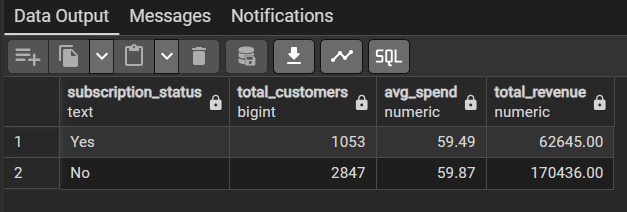 Data Output Messages Notifications
SQL
subscription_status total_customers avg_spend total_revenue
text bigint numeric numeric
1 Yes 1053 59.49 62645.00
2 No 2847 59.87 170436.00